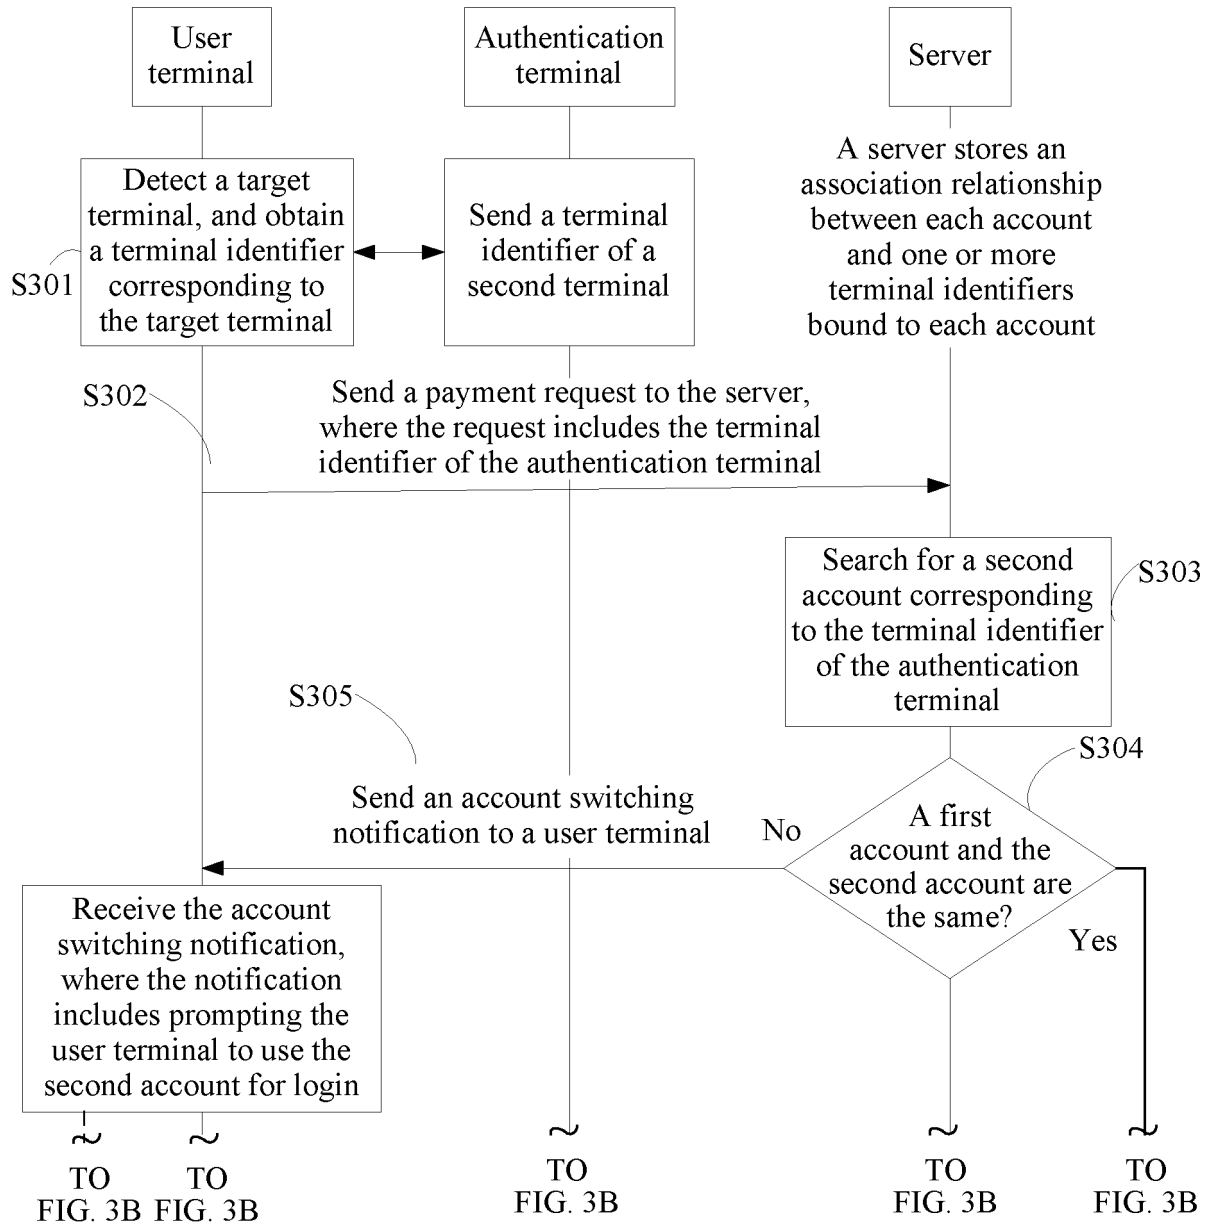 User
terminal
Authentication
terminal
Server
Detect a target
terminal, and obtain
a terminal identifier
corresponding to
the target terminal
S301
Send a terminal
identifier of a
second terminal
A server stores an
association relationship
between each account
and one or more
terminal identifiers
bound to each account
S302
Send a payment request to the server,
where the request includes the terminal
identifier of the authentication terminal
Search for a second
account corresponding
to the terminal identifier
of the authentication
terminal
S303
S305
S304
Send an account switching
notification to a user terminal
No
A first
account and the
second account are
the same?
Yes
Receive the account
switching notification,
where the notification
includes prompting the
user terminal to use the
second account for login
TO
FIG. 3B
TO
FIG. 3B
TO
FIG. 3B
TO
FIG. 3B
TO
FIG. 3B